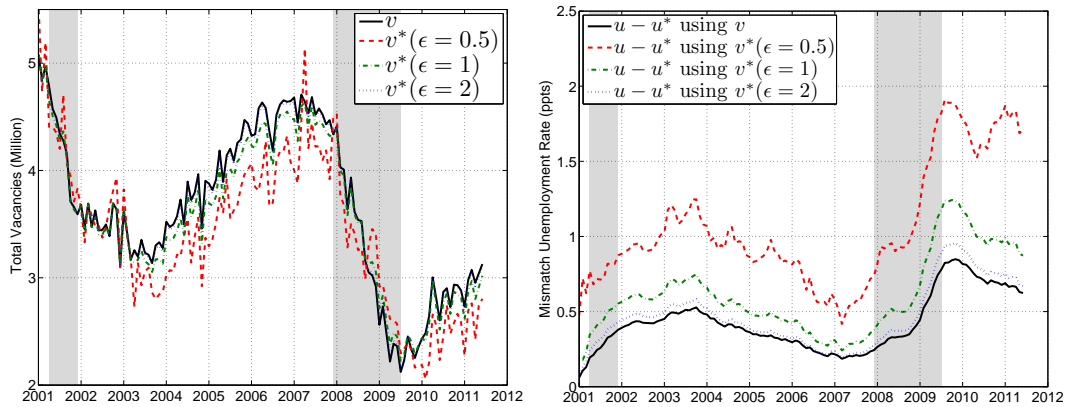 Total Vacancies (Million)
5
4
3
2
2001 2002 2003 2004 2005 2006 2007 2008 2009 2010 2011 2012
v
v*(ϵ = 0.5)
v*(ϵ = 1)
v*(ϵ = 2)
Mismatch Unemployment Rate (ppts)
2.5
2
1.5
1
0.5
0
2001 2002 2003 2004 2005 2006 2007 2008 2009 2010 2011 2012
u − u* using v
u − u* using v*(ϵ = 0.5)
u − u* using v*(ϵ = 1)
u − u* using v*(ϵ = 2)